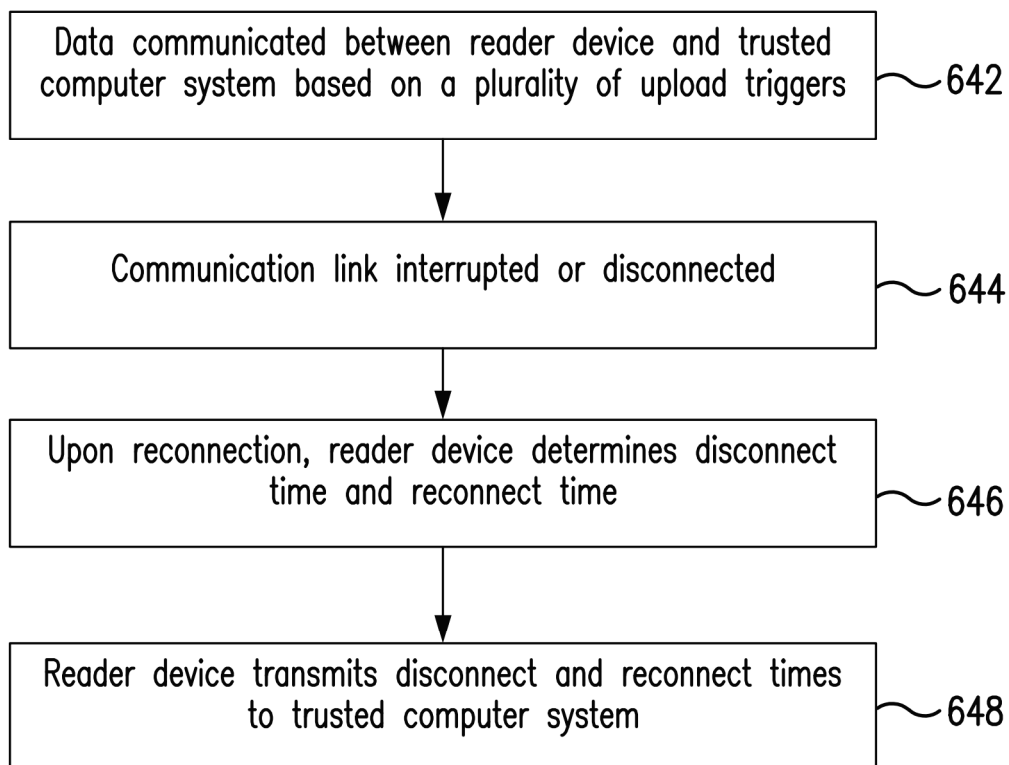 Data communicated between reader device and trusted
computer system based on a plurality of upload triggers
642
Communication link interrupted or disconnected
644
Upon reconnection, reader device determines disconnect
time and reconnect time
646
Reader device transmits disconnect and reconnect times
to trusted computer system
648